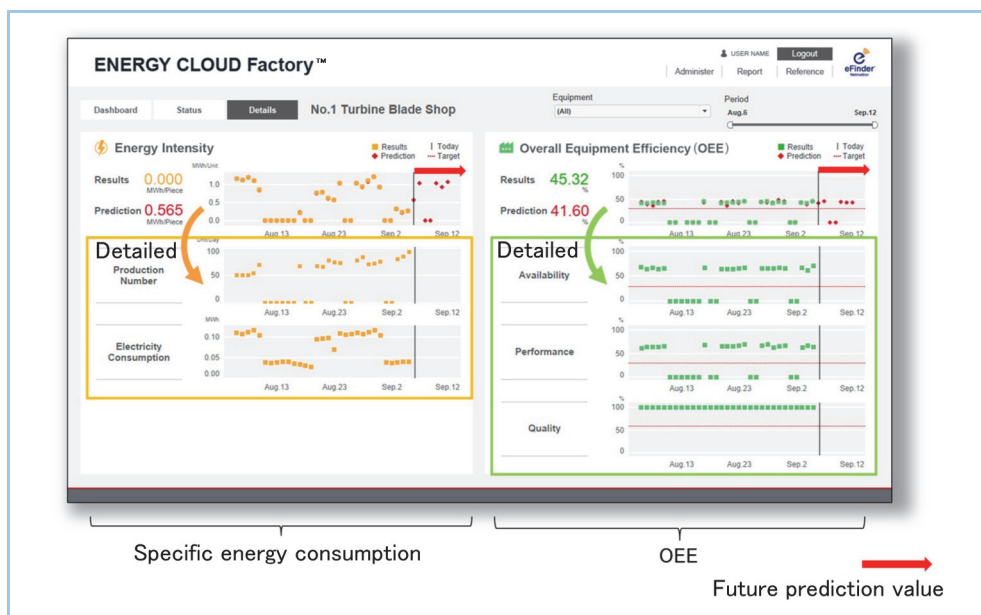 ENERGY CLOUD Factory™
USER NAME
Logout
Administer
Report
Reference
eFinder
Dashboard
Status
Details
No.1 Turbine Blade Shop
Equipment
(All)
Period
Aug.6
Sep.12
Energy Intensity
Results
Prediction
Today
Target
MWh/Unit
Results 0.000
MWh/Piece
Prediction 0.565
MWh/Piece
1.0
0.5
0.0
Aug.13
Aug.23
Sep.2
Sep.12
Detailed
Production
Number
100
50
0
Aug.13
Aug.23
Sep.2
Sep.12
Electricity
Consumption
MWh
0.10
0.05
0.00
Aug.13
Aug.23
Sep.2
Sep.12
Overall Equipment Efficiency (OEE)
Results
Prediction
Today
Target
Results 45.32
%
Prediction 41.60
%
%
100
50
0
Aug.13
Aug.23
Sep.2
Sep.12
Detailed
Availability
%
100
50
0
Aug.13
Aug.23
Sep.2
Sep.12
Performance
%
100
50
0
Aug.13
Aug.23
Sep.2
Sep.12
Quality
%
100
50
0
Aug.13
Aug.23
Sep.2
Sep.12
Specific energy consumption
OEE
Future prediction value